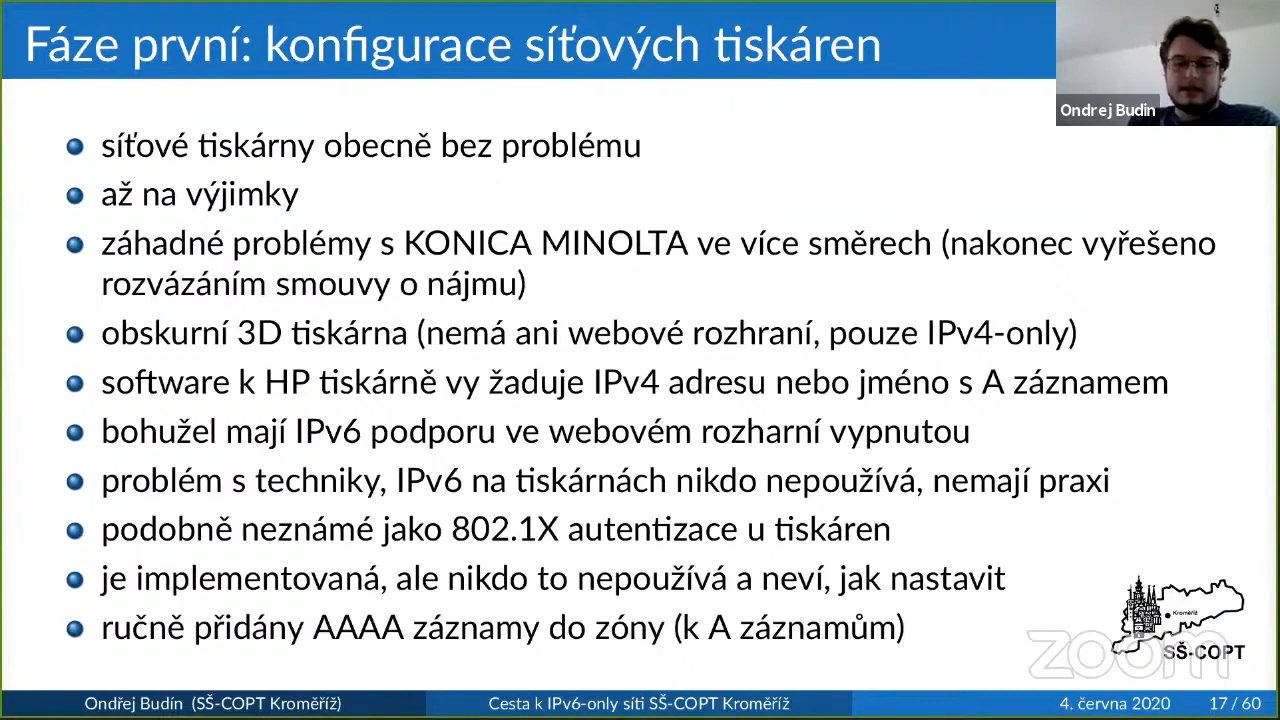 Fáze první: konfigurace síťových tiskáren
Ondrej Budin
síťové tiskárny obecně bez problému
až na výjimky
záhadné problémy s KONICA MINOLTA ve více směrech (nakonec vyřešeno
rozvázáním smouvy o nájmu)
obskurní 3D tiskárna (nemá ani webové rozhraní, pouze IPv4-only)
software k HP tiskárně vy žaduje IPv4 adresu nebo jméno s A záznamem
bohužel mají IPv6 podporu ve webovém rozharní vypnutou
problém s techniky, IPv6 na tiskárnách nikdo nepoužívá, nemají praxi
podobně neznámé jako 802.1X autentizace u tiskáren
je implementovaná, ale nikdo to nepoužívá a neví, jak nastavit
ručně přidány AAAA záznamy do zóny (k A záznamům)
Kroměříž
zoom
SŠ-COPT
Ondřej Budín (SŠ-COPT Kroměříž)
Cesta k IPv6-only síti SŠ-COPT Kroměříž
4. června 2020
17 / 60